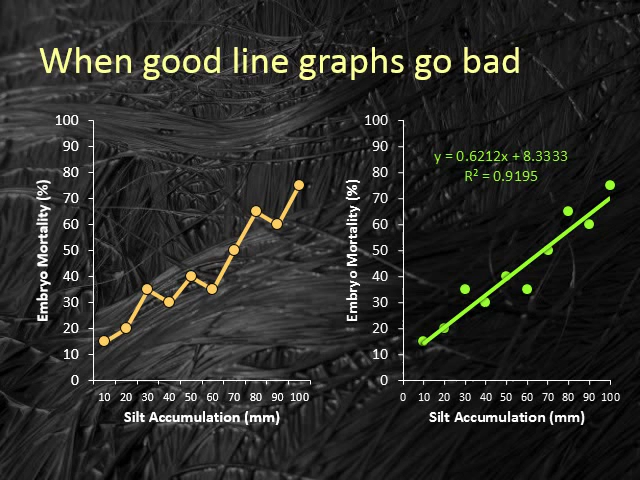 When good line graphs go bad
100
90
80
70
60
50
40
30
20
10
0
Embryo Mortality (%)
10 20 30 40 50 60 70 80 90 100
Silt Accumulation (mm)
100
90
80
70
60
50
40
30
20
10
0
Embryo Mortality (%)
y = 0.6212x + 8.3333
R² = 0.9195
0 10 20 30 40 50 60 70 80 90 100
Silt Accumulation (mm)